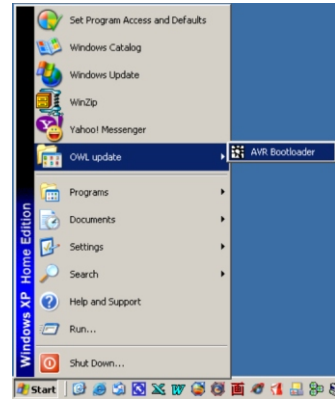 Set Program Access and Defaults
Windows Catalog
Windows Update
WinZip
Yahoo! Messenger
OWL update
AVR Bootloader
Programs
Documents
Settings
Search
Help and Support
Run...
Shut Down...
Windows XP Home Edition
Start